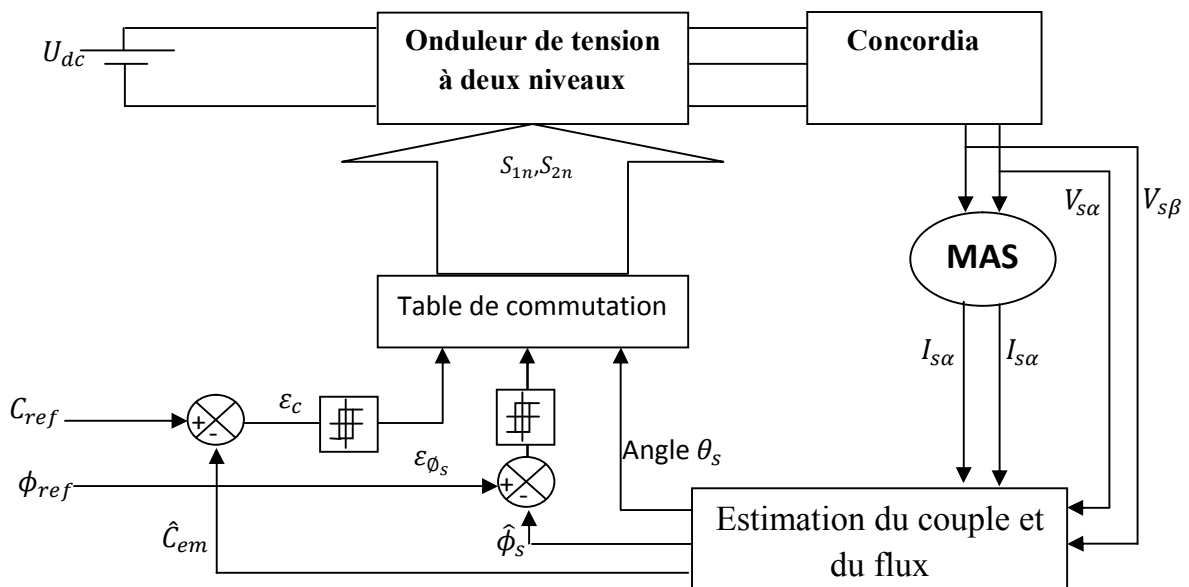 U_dc
Onduleur de tension
à deux niveaux
Concordia
S_1n,S_2n
V_sα
V_sβ
MAS
Table de commutation
I_sα
I_sα
C_ref
+
-
ε_c
ε_∅s
Angle θ_s
ϕ_ref
+
-
Ĉ_em
ϕ̂_s
Estimation du couple et
du flux